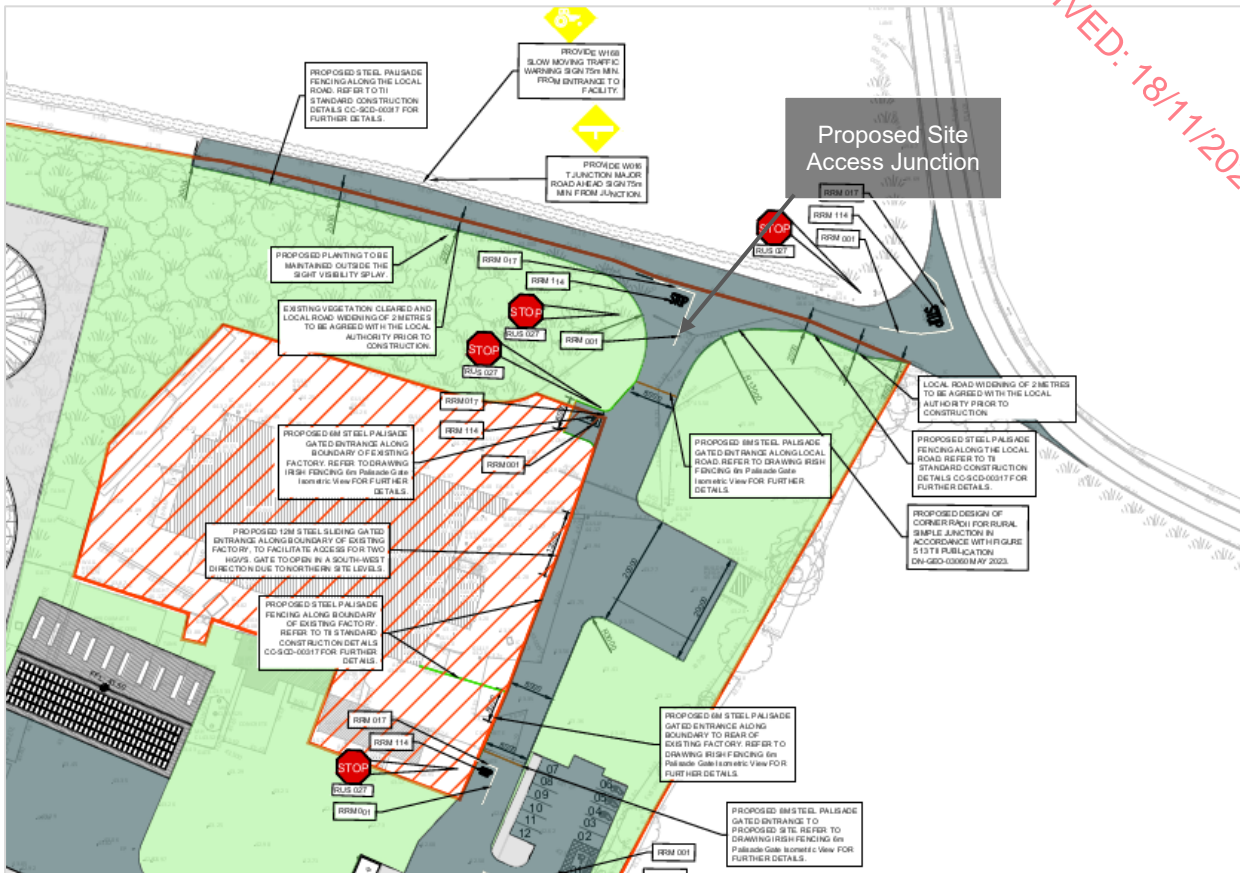 IVED: 18/11/202
PROVIDE W168
SLOW MOVING TRAFFIC
WARNING SIGN 75m MIN.
FROM ENTRANCE TO
FACILITY.
PROPOSED STEEL PALISADE
FENCING ALONG THE LOCAL
ROAD. REFER TO TII
STANDARD CONSTRUCTION
DETAILS CC-SCD-00317 FOR
FURTHER DETAILS.
Proposed Site
Access Junction
PROVIDE W016
T JUNCTION MAJOR
ROAD AHEAD SIGN 75m
MIN FROM JUNCTION.
RRM 017
RRM 114
STOP
RRM 001
RUS 027
PROPOSED PLANTING TO BE
MAINTAINED OUTSIDE THE
SIGHT VISIBILITY SPLAY.
RRM 017
RRM 114
STOP
STOP
EXISTING VEGETATION CLEARED AND
LOCAL ROAD WIDENING OF 2 METRES
TO BE AGREED WITH THE LOCAL
AUTHORITY PRIOR TO
CONSTRUCTION.
STOP
RUS 027
RRM 001
STOP
RUS 027
LOCAL ROAD WIDENING OF 2 METRES
TO BE AGREED WITH THE LOCAL
AUTHORITY PRIOR TO
CONSTRUCTION
RRM 017
RRM 114
RRM 001
PROPOSED 6M STEEL PALISADE
GATED ENTRANCE ALONG
BOUNDARY OF EXISTING
FACTORY. REFER TO DRAWING
IRISH FENCING 6m Palisade Gate
Isometric View FOR FURTHER
DETAILS.
PROPOSED 8M STEEL PALISADE
GATED ENTRANCE ALONG LOCAL
ROAD. REFER TO DRAWING IRISH
FENCING 6m Palisade Gate
Isometric View FOR FURTHER
DETAILS.
PROPOSED STEEL PALISADE
FENCING ALONG THE LOCAL
ROAD. REFER TO TII
STANDARD CONSTRUCTION
DETAILS CC-SCD-00317 FOR
FURTHER DETAILS.
PROPOSED DESIGN OF
CORNER RADII FOR RURAL
SIMPLE JUNCTION IN
ACCORDANCE WITH FIGURE
5.13 TII PUBLICATION
DN-GEO-03060 MAY 2023.
PROPOSED 12M STEEL SLIDING GATED
ENTRANCE ALONG BOUNDARY OF EXISTING
FACTORY, TO FACILITATE ACCESS FOR TWO
HGVS. GATE TO OPEN IN A SOUTH-WEST
DIRECTION DUE TO NORTHERN SITE LEVELS.
PROPOSED STEEL PALISADE
FENCING ALONG BOUNDARY
OF EXISTING FACTORY.
REFER TO TII STANDARD
CONSTRUCTION DETAILS
CC-SCD-00317 FOR FURTHER
DETAILS.
RRM 017
RRM 114
STOP
RUS 027
RRM 001
PROPOSED 6M STEEL PALISADE
GATED ENTRANCE ALONG
BOUNDARY TO REAR OF
EXISTING FACTORY. REFER TO
DRAWING IRISH FENCING 6m
Palisade Gate Isometric View FOR
FURTHER DETAILS.
07
08
09
10
11
12
06
05
04
03
02
PROPOSED 8M STEEL PALISADE
GATED ENTRANCE TO
PROPOSED SITE. REFER TO
DRAWING IRISH FENCING 6m
Palisade Gate Isometric View FOR
FURTHER DETAILS.
RRM 001